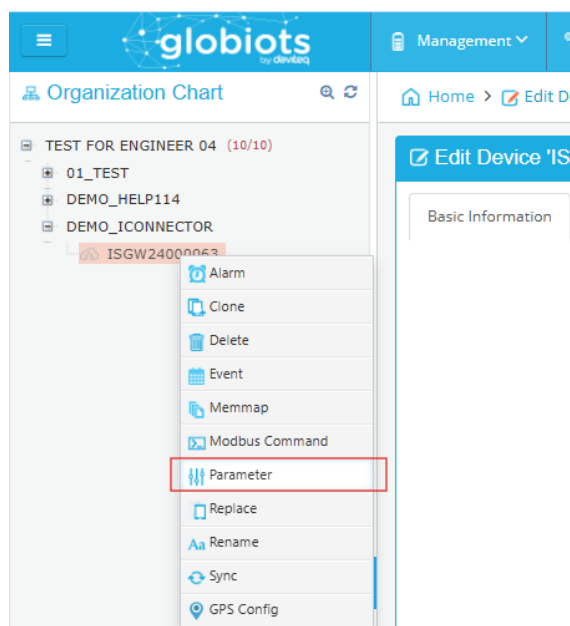 globiots
by deviteq
Management
Organization Chart
Home > Edit D
Edit Device 'IS
Basic Information
TEST FOR ENGINEER 04 (10/10)
01_TEST
DEMO_HELP114
DEMO_ICONNECTOR
ISGW24000063
Alarm
Clone
Delete
Event
Memmap
Modbus Command
Parameter
Replace
Aa Rename
Sync
GPS Config